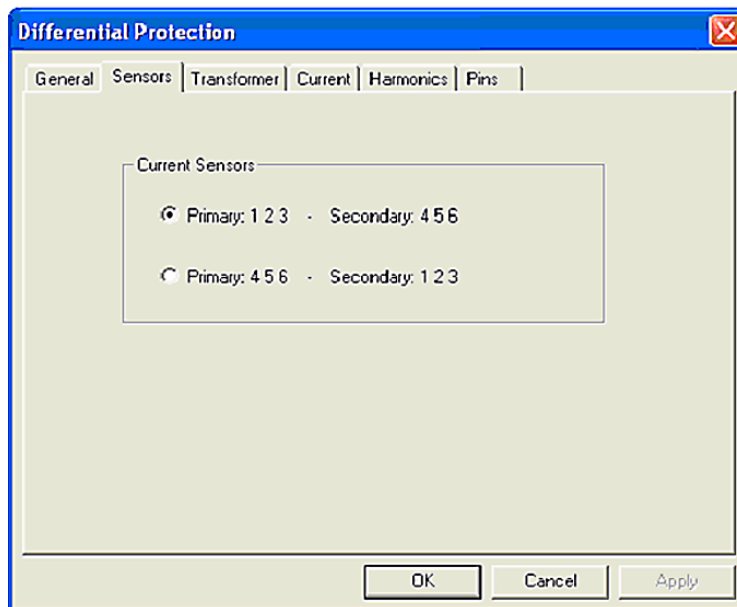 Differential Protection
General Sensors Transformer Current Harmonics Pins
Current Sensors
Primary: 1 2 3 - Secondary: 4 5 6
Primary: 4 5 6 - Secondary: 1 2 3
OK Cancel Apply